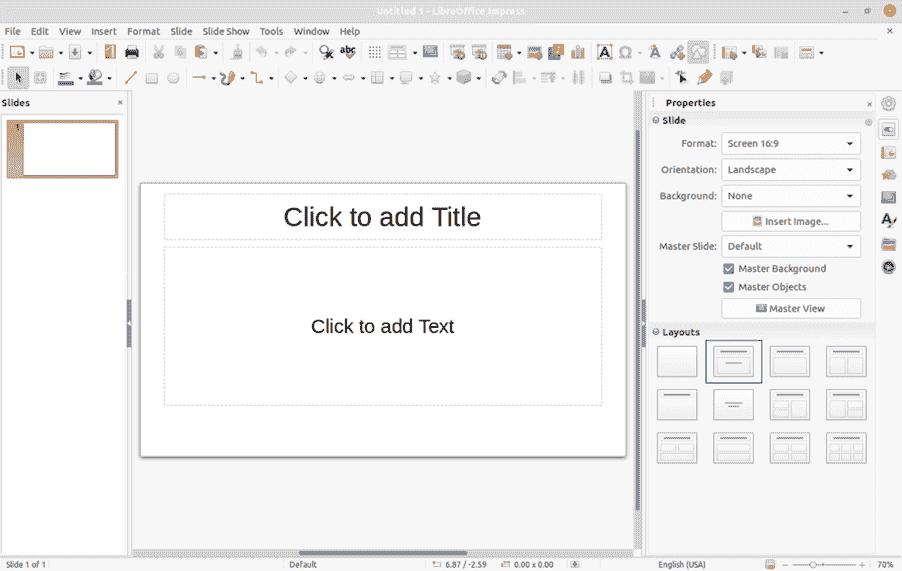 Untitled 1 - LibreOffice Impress
File Edit View Insert Format Slide Slide Show Tools Window Help
Slides
Properties
1
Slide
Format: Screen 16:9
Orientation: Landscape
Background: None
Insert Image...
Master Slide: Default
Master Background
Master Objects
Master View
Layouts
Click to add Title
Click to add Text
Slide 1 of 1 Default 6.87 / -2.59 0.00 x 0.00 English (USA) 70%